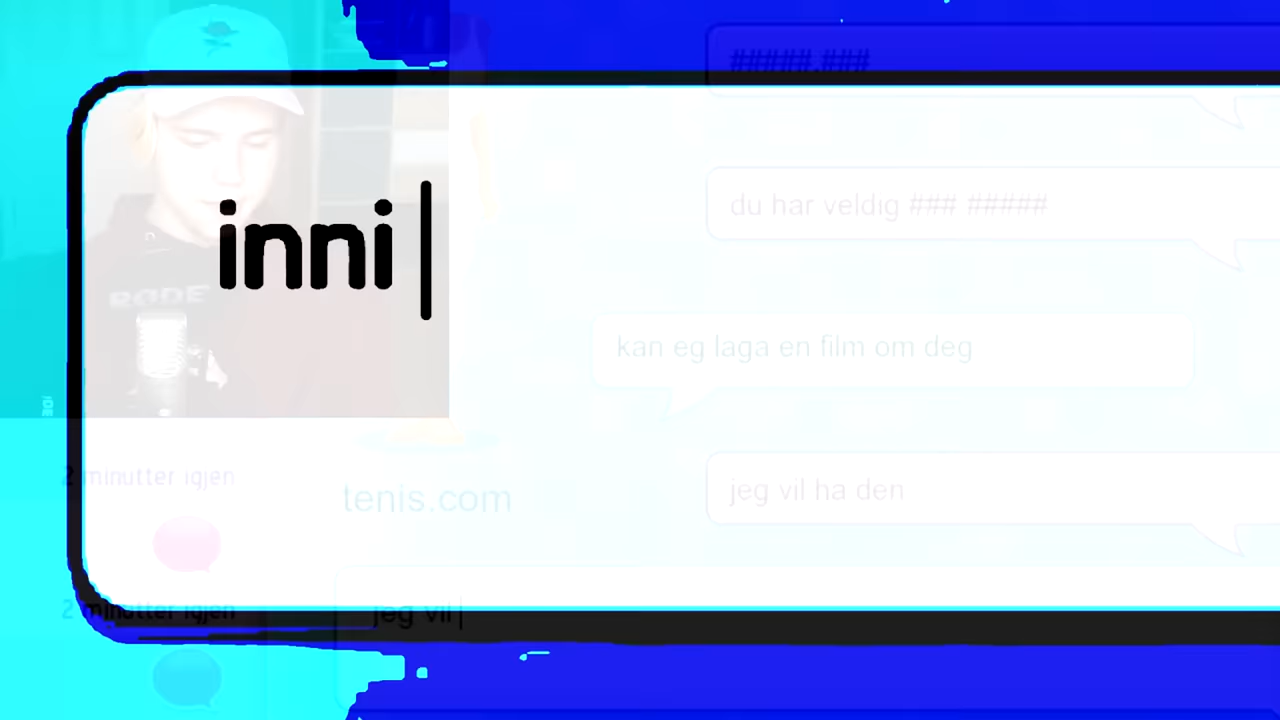 #####.###
du har veldig ### #####
inni
RØDE
kan eg laga en film om deg
2 minutter igjen
tenis.com
jeg vil ha den
2 minutter igjen
jeg vil